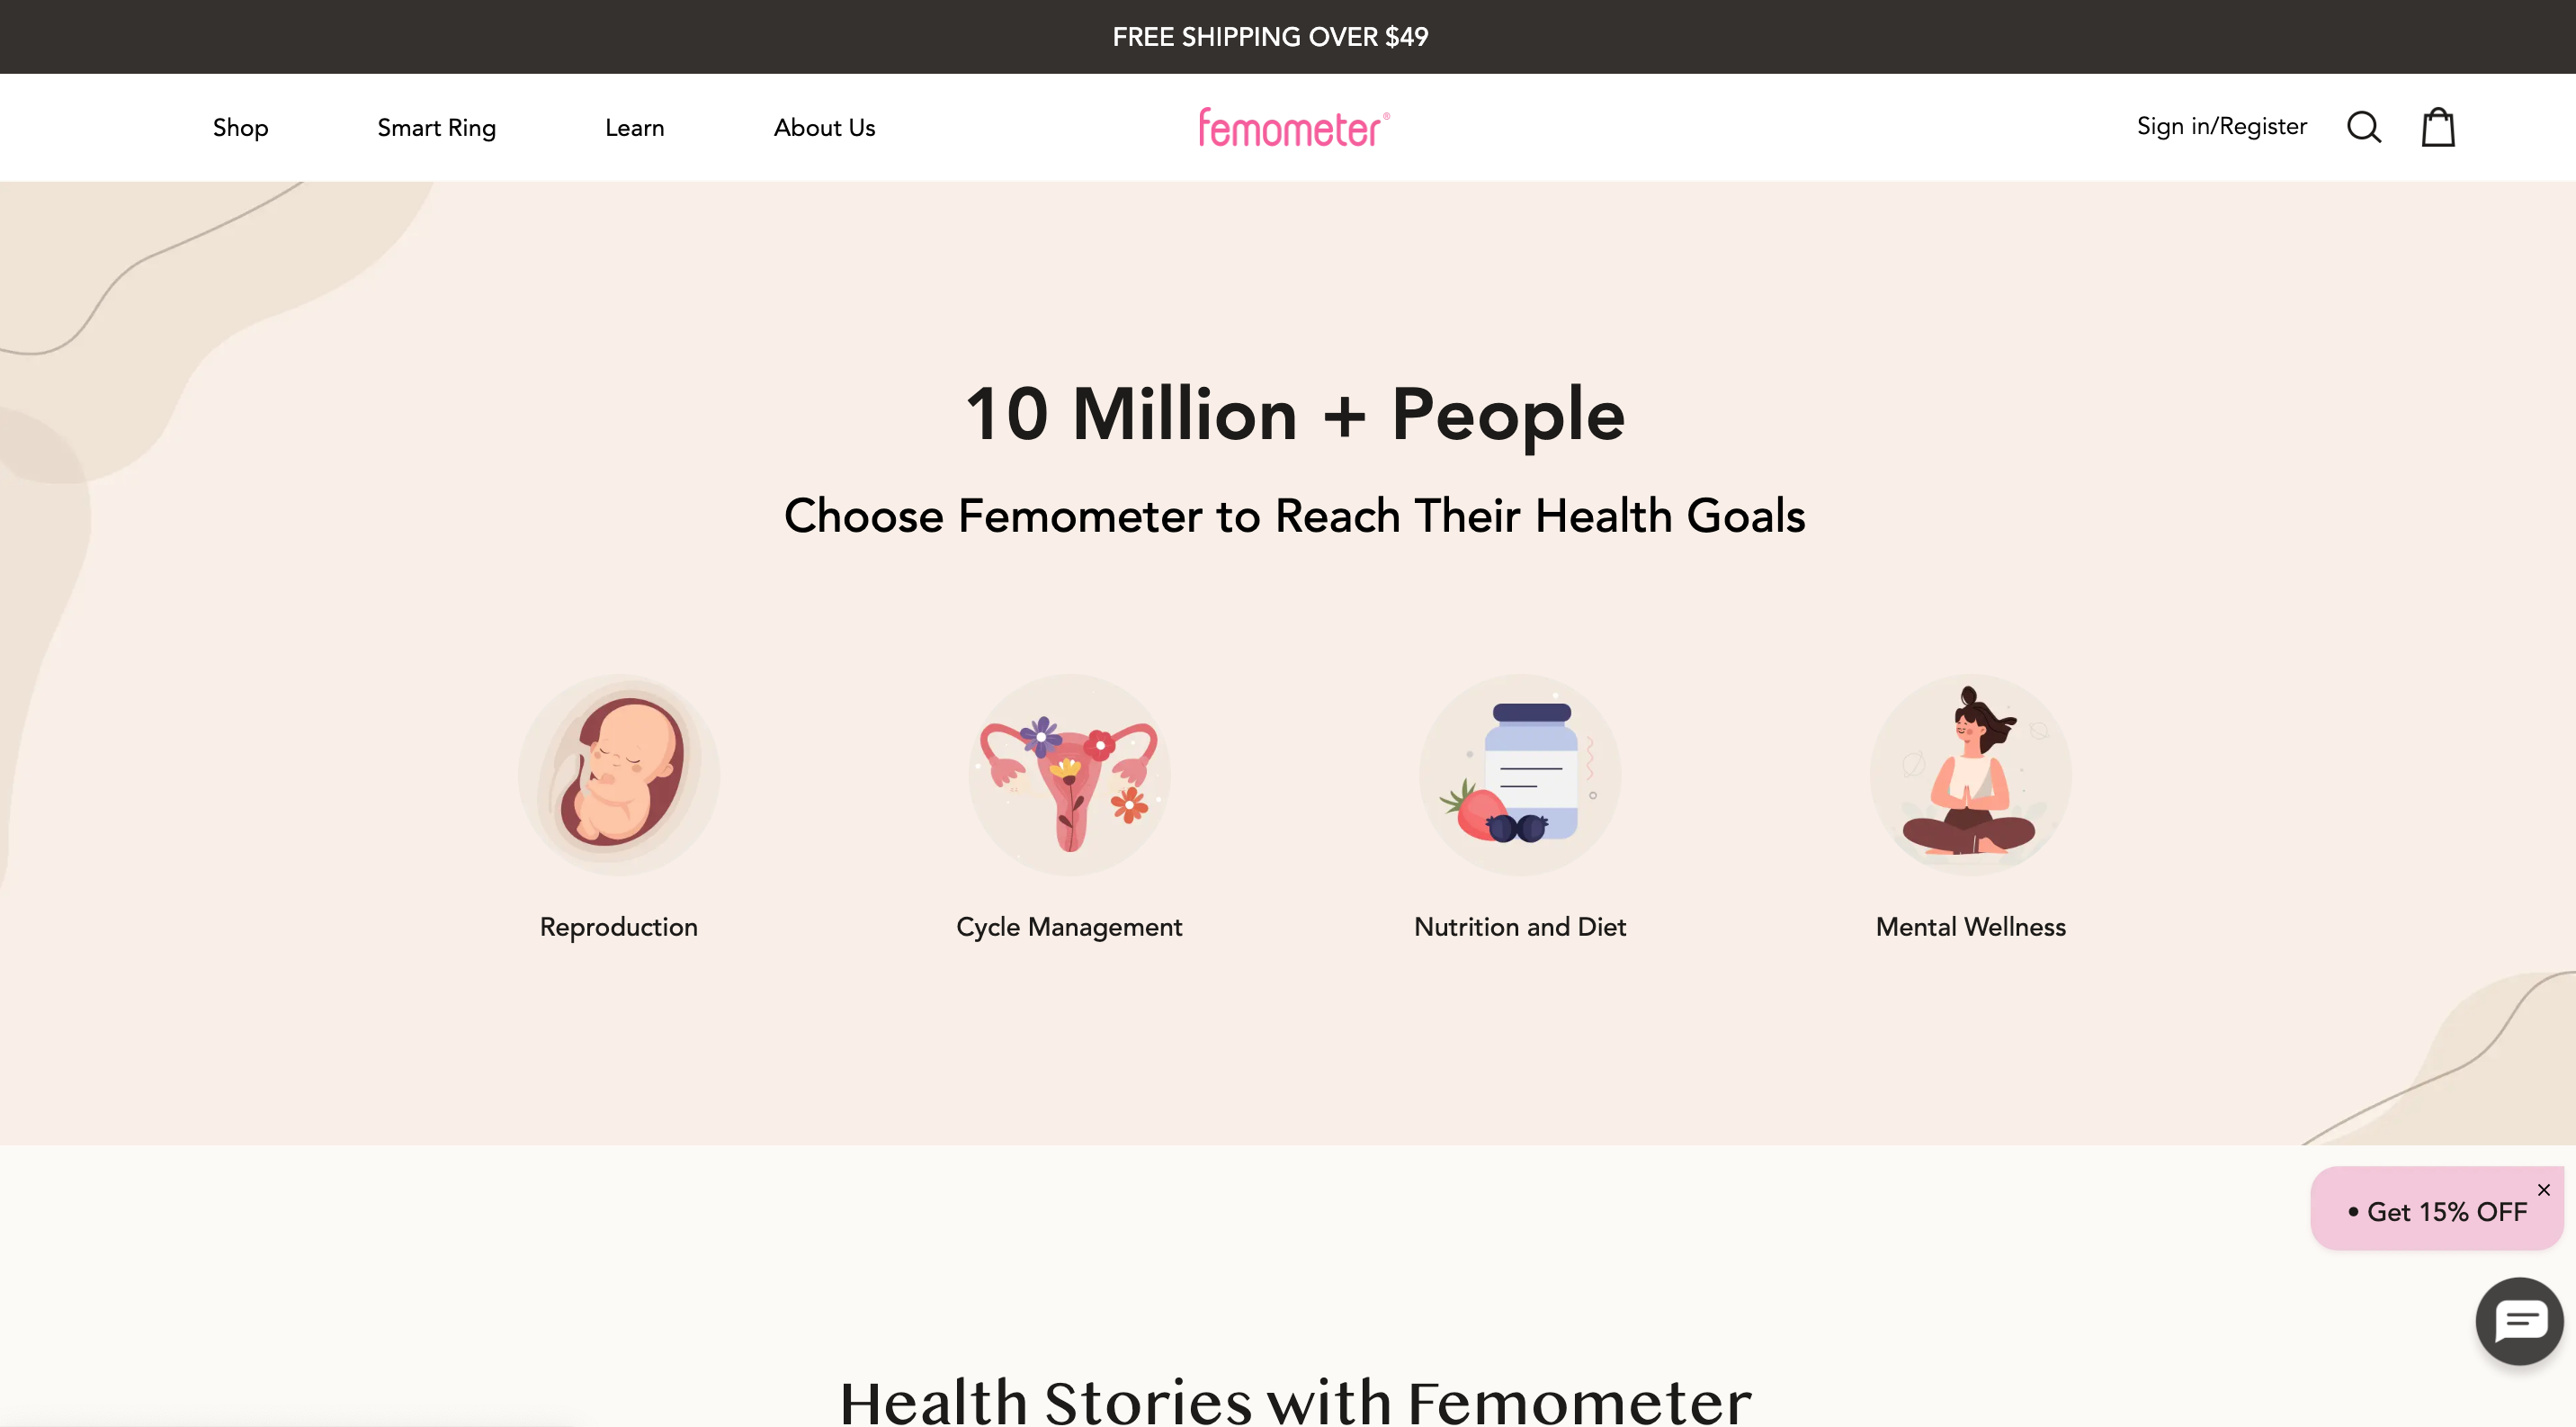 FREE SHIPPING OVER $49
Shop
Smart Ring
Learn
About Us
femometer®
Sign in/Register
10 Million + People
Choose Femometer to Reach Their Health Goals
Reproduction
Cycle Management
Nutrition and Diet
Mental Wellness
• Get 15% OFF
Health Stories with Femometer